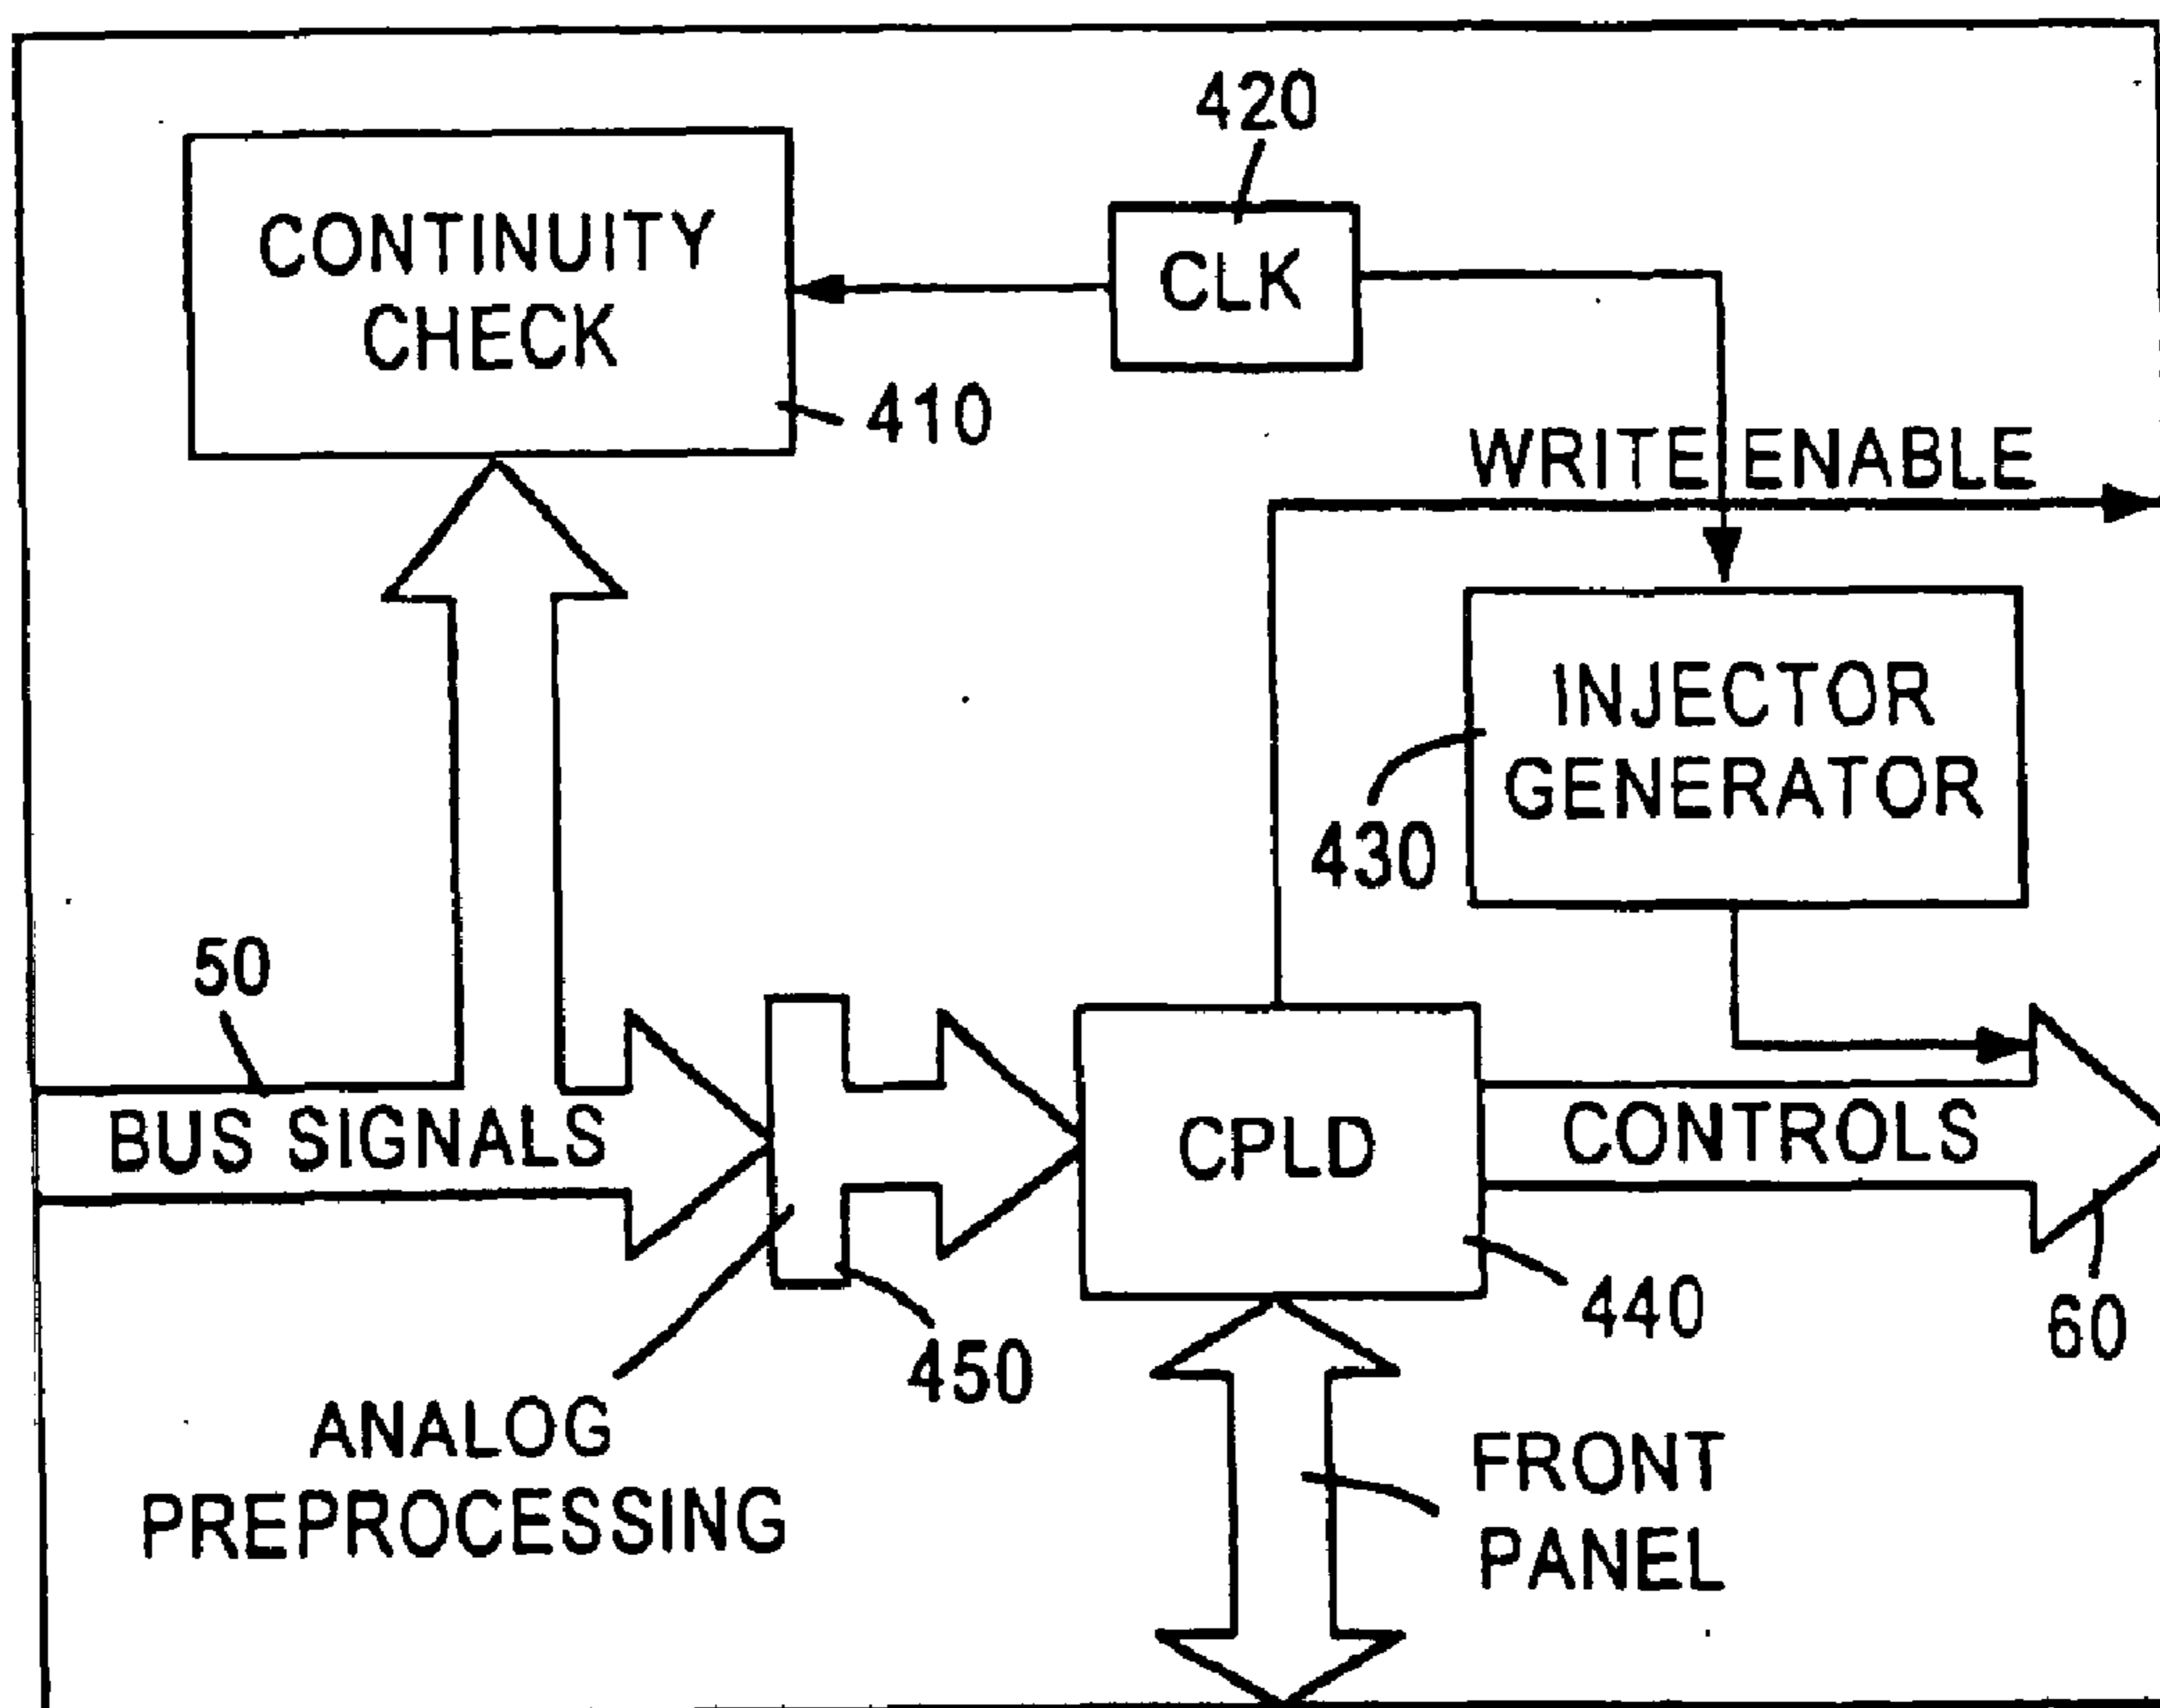 420
CONTINUITY
CHECK
CLK
410
WRITE ENABLE
INJECTOR
GENERATOR
430
50
BUS SIGNALS
CPLD
CONTROLS
440
60
450
ANALOG
PREPROCESSING
FRONT
PANEL